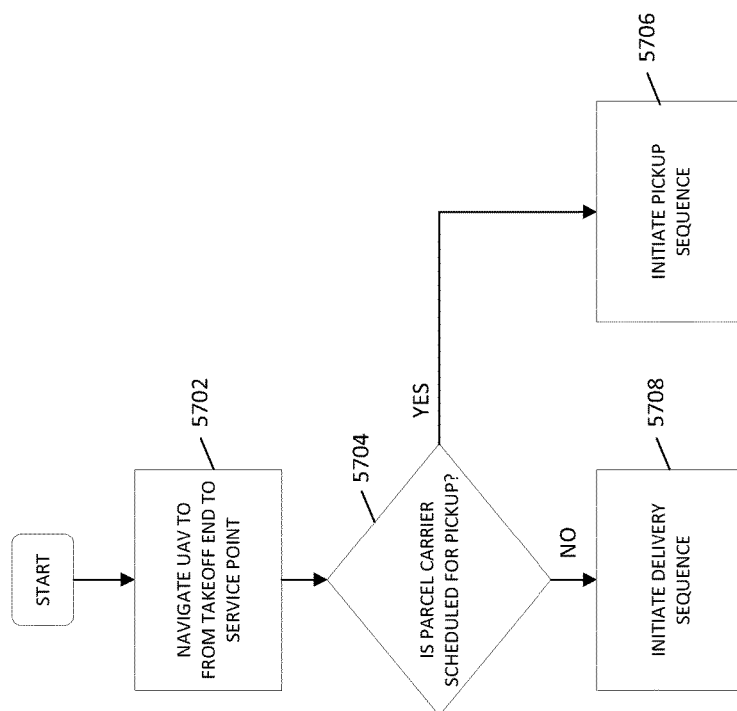 START
NAVIGATE UAV TO
FROM TAKEOFF END TO
SERVICE POINT
5702
IS PARCEL CARRIER
SCHEDULED FOR PICKUP?
5704
YES
NO
INITIATE PICKUP
SEQUENCE
5706
INITIATE DELIVERY
SEQUENCE
5708